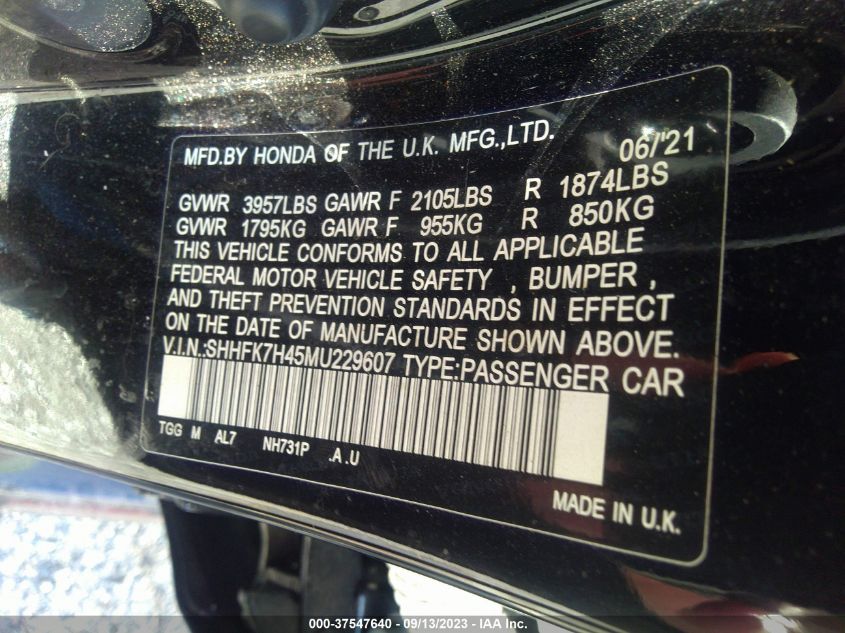 MFD.BY HONDA OF THE U.K. MFG.,LTD. 06/'21
GVWR 3957LBS GAWR F 2105LBS R 1874LBS
GVWR 1795KG GAWR F 955KG R 850KG
THIS VEHICLE CONFORMS TO ALL APPLICABLE
FEDERAL MOTOR VEHICLE SAFETY , BUMPER ,
AND THEFT PREVENTION STANDARDS IN EFFECT
ON THE DATE OF MANUFACTURE SHOWN ABOVE.
V.I.N.:SHHFK7H45MU229607 TYPE:PASSENGER CAR
TGG M AL7 NH731P .A .U
MADE IN U.K.
000-37547640 - 09/13/2023 - IAA Inc.